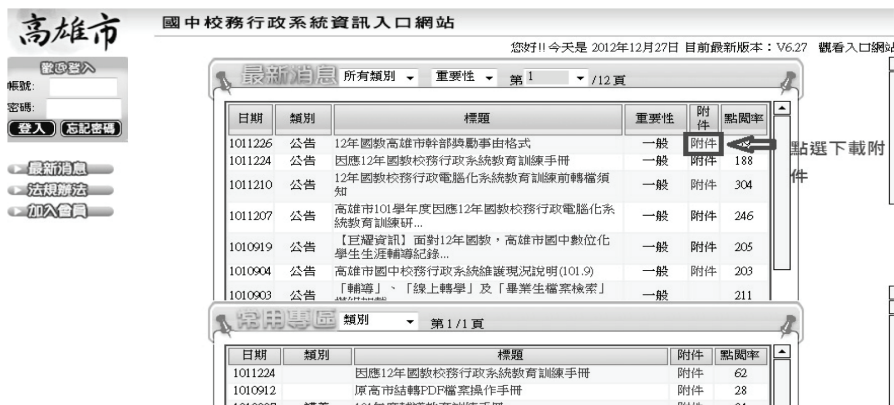 高雄市
國中校務行政系統資訊入口網站
您好!!今天是 2012年12月27日 目前最新版本：V6.27 觀看入口網站
登入
帳號:
密碼:
登入 忘記密碼
最新消息
法規辦法
加入會員
最新消息 所有類別 重要性 第 1 /12 頁
日期 類別 標題 重要性 附件 點閱率
1011226 公告 12年國教高雄市幹部獎勵事由格式 一般 附件
點選下載附件
1011224 公告 因應12年國教校務行政系統教育訓練手冊 一般 附件 188
1011210 公告 12年國教校務行政電腦化系統教育訓練前轉檔須知 一般 附件 304
1011207 公告 高雄市101學年度因應12年國教校務行政電腦化系統教育訓練研... 一般 附件 246
1010919 公告 【巨耀資訊】面對12年國教，高雄市國中數位化學生生涯輔導紀錄... 一般 附件 205
1010904 公告 高雄市國中校務行政系統維護現況說明(101.9) 一般 附件 203
1010903 公告 「輔導」、「線上轉學」及「畢業生檔案檢索」 一般 211
常用專區 類別 第 1 / 1 頁
日期 類別 標題 附件 點閱率
1011224 因應12年國教校務行政系統教育訓練手冊 附件 62
1010912 原高市結轉PDF檔案操作手冊 附件 28